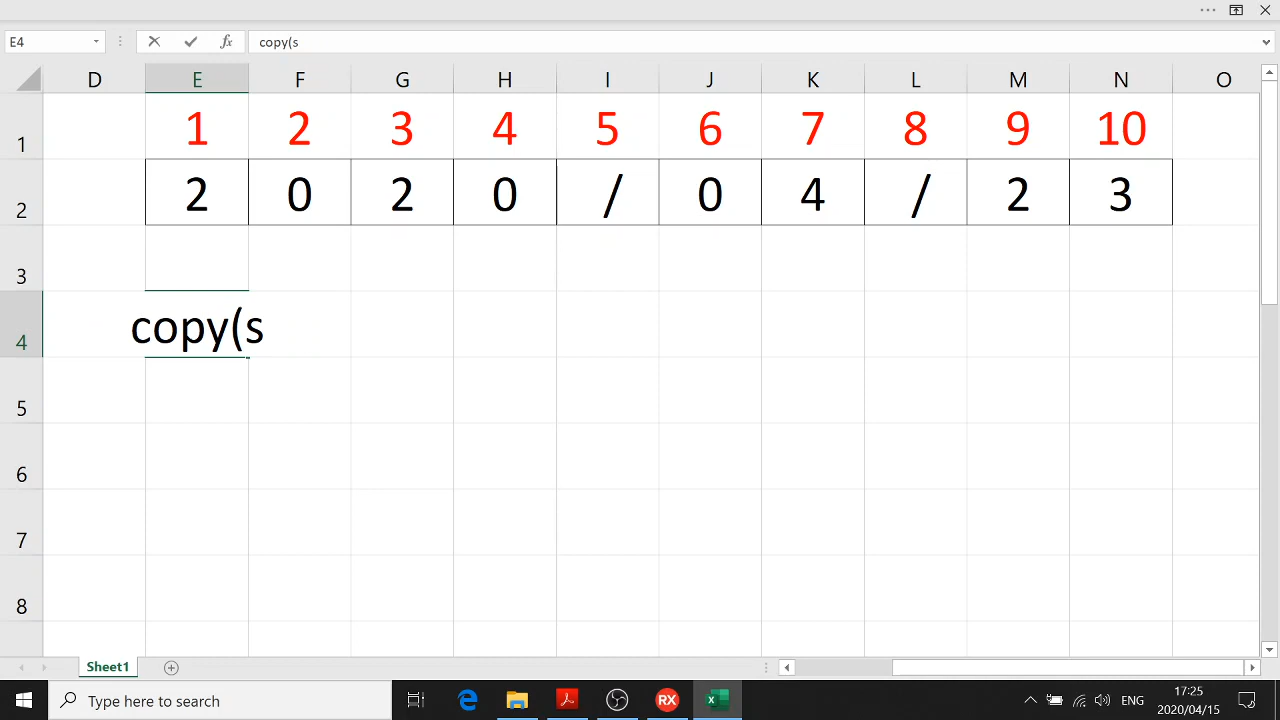 E4 fx copy(s
D E F G H I J K L M N O
1 1 2 3 4 5 6 7 8 9 10
2 2 0 2 0 / 0 4 / 2 3
3
4 copy(s
5
6
7
8
Sheet1
Type here to search RX ENG 17:25
2020/04/15